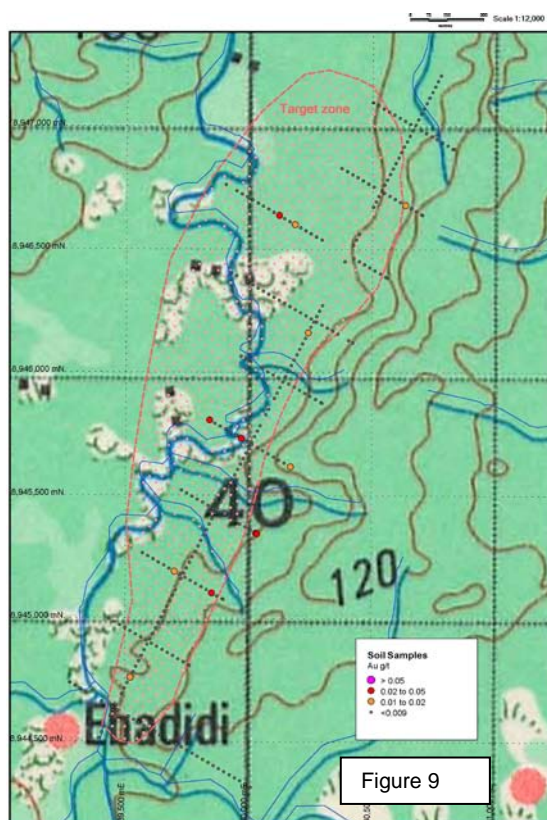 Scale 1:12,000
metres
Target zone
8,947,000 mN
8,946,500 mN
8,946,000 mN
8,945,500 mN
40
120
8,945,000 mN
Soil Samples
Au g/t
> 0.05
0.02 to 0.05
0.01 to 0.02
<0.009
Ebadidi
8,944,500 mN
Figure 9